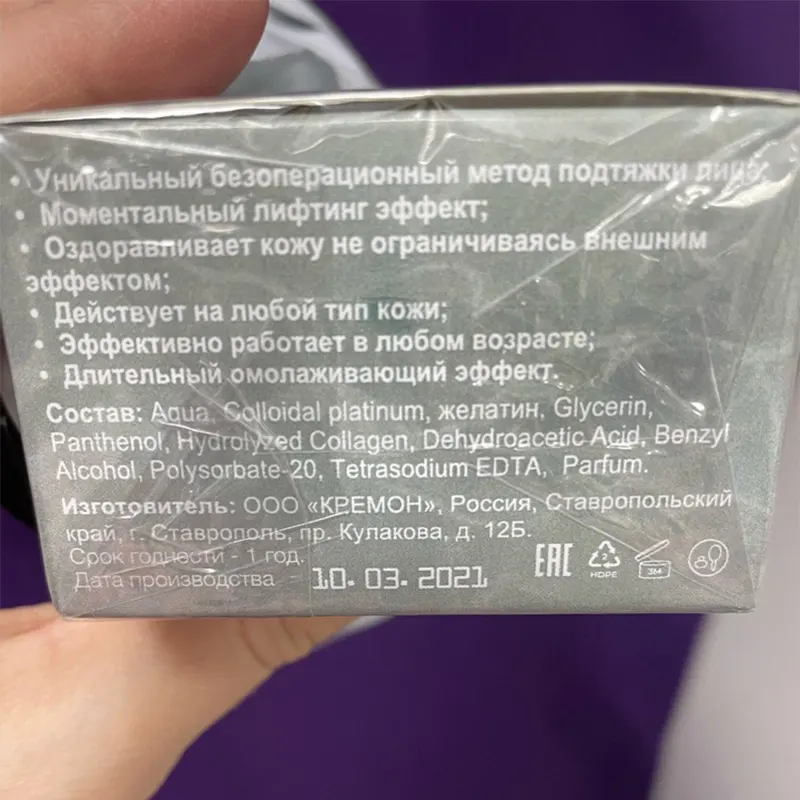 • Уникальный безоперационный метод подтяжки лица;
• Моментальный лифтинг эффект;
• Оздоравливает кожу не ограничиваясь внешним
эффектом;
• Действует на любой тип кожи;
• Эффективно работает в любом возрасте;
• Длительный омолаживающий эффект.
Состав: Aqua, Colloidal platinum, желатин, Glycerin,
Panthenol, Hydrolyzed Collagen, Dehydroacetic Acid, Benzyl
Alcohol, Polysorbate-20, Tetrasodium EDTA, Parfum.
Изготовитель: ООО «КРЕМОН», Россия, Ставропольский
край, г. Ставрополь, пр. Кулакова, д. 12Б.
Срок годности - 1 год.
Дата производства - 10. 03. 2021
EAC 2 HDPE 3M